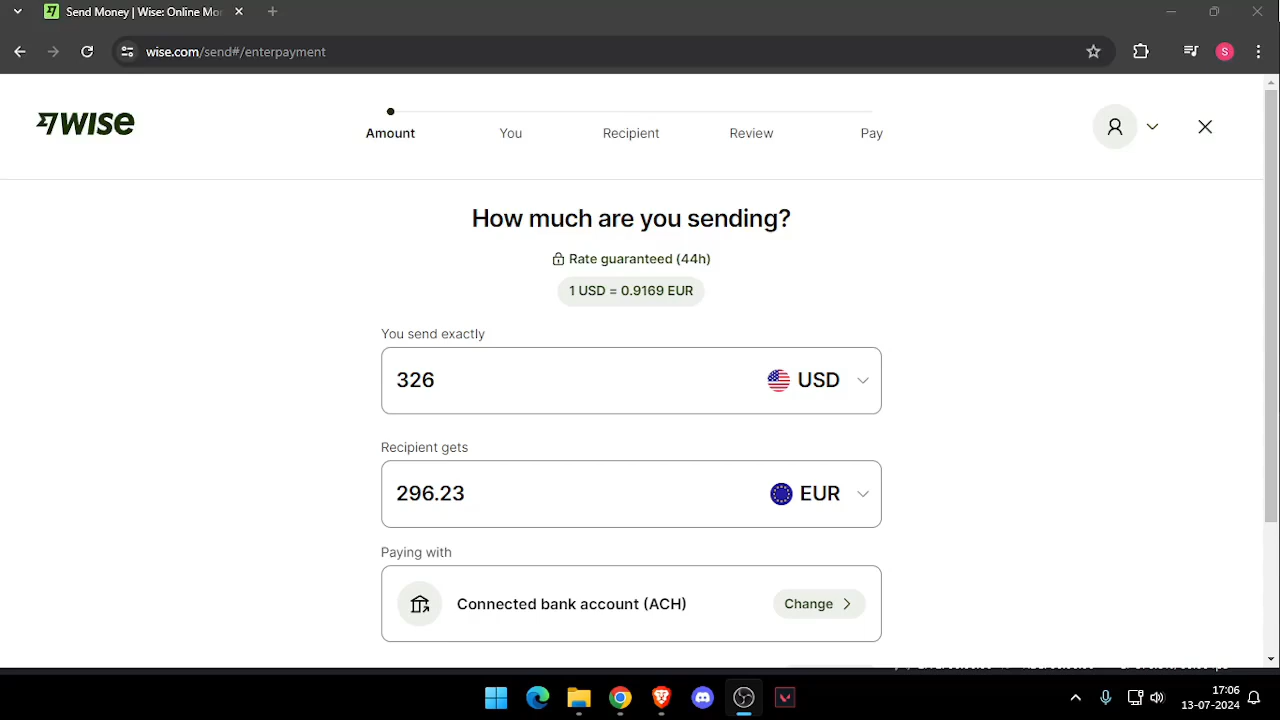 Send Money | Wise: Online Mo
wise.com/send#/enterpayment
S
WISE
Amount
You
Recipient
Review
Pay
How much are you sending?
Rate guaranteed (44h)
1 USD = 0.9169 EUR
You send exactly
326
USD
Recipient gets
296.23
EUR
Paying with
Connected bank account (ACH)
Change
17:06
13-07-2024